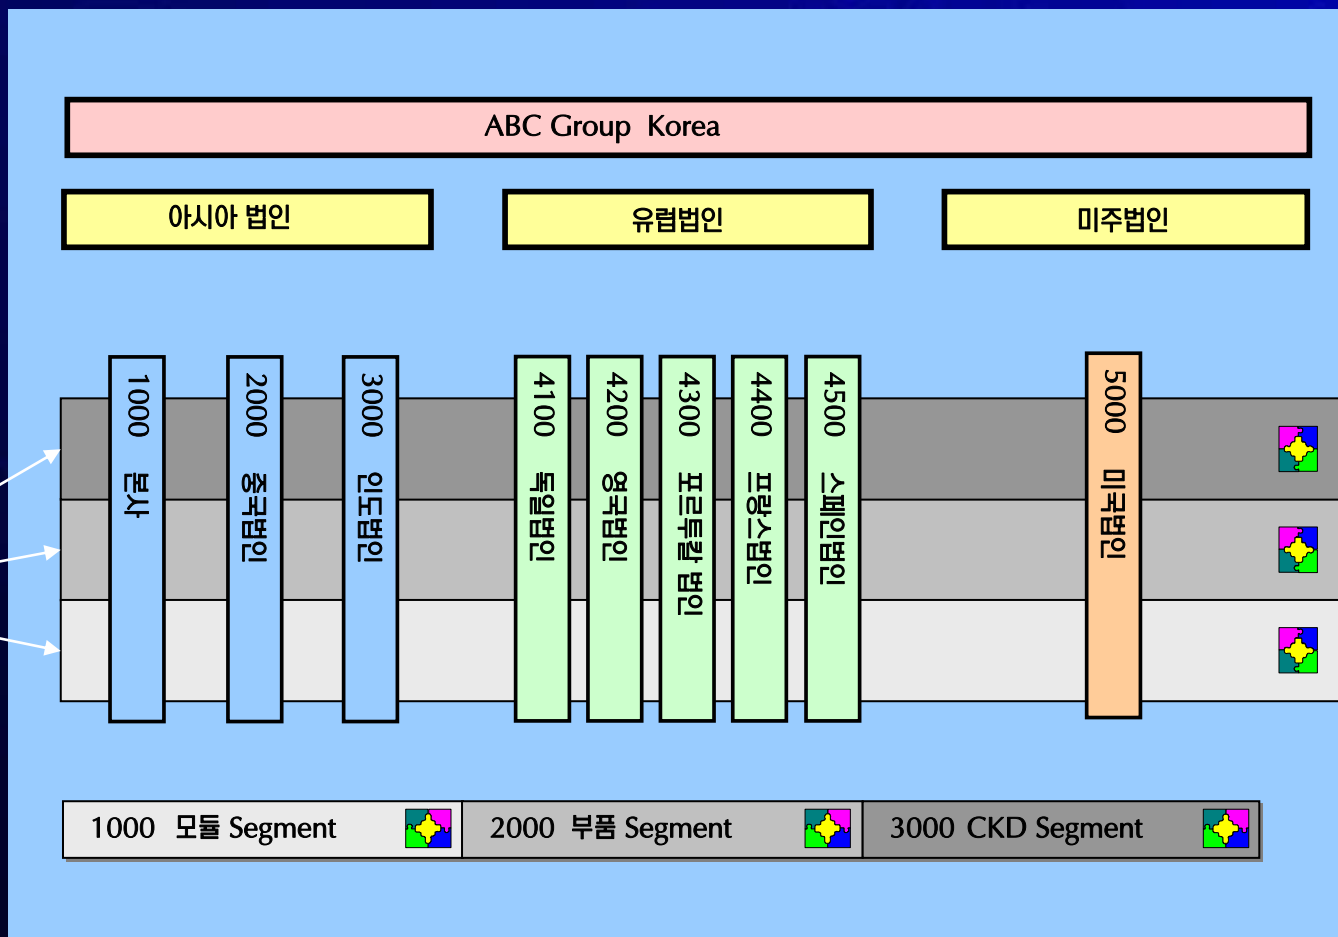 ABC Group Korea
아시아 법인
유럽법인
미주법인
1000 본사
2000 중국법인
3000 인도법인
4100 독일법인
4200 영국법인
4300 포르투칼 법인
4400 프랑스법인
4500 스페인법인
5000 미국법인
1000 모듈 Segment
2000 부품 Segment
3000 CKD Segment